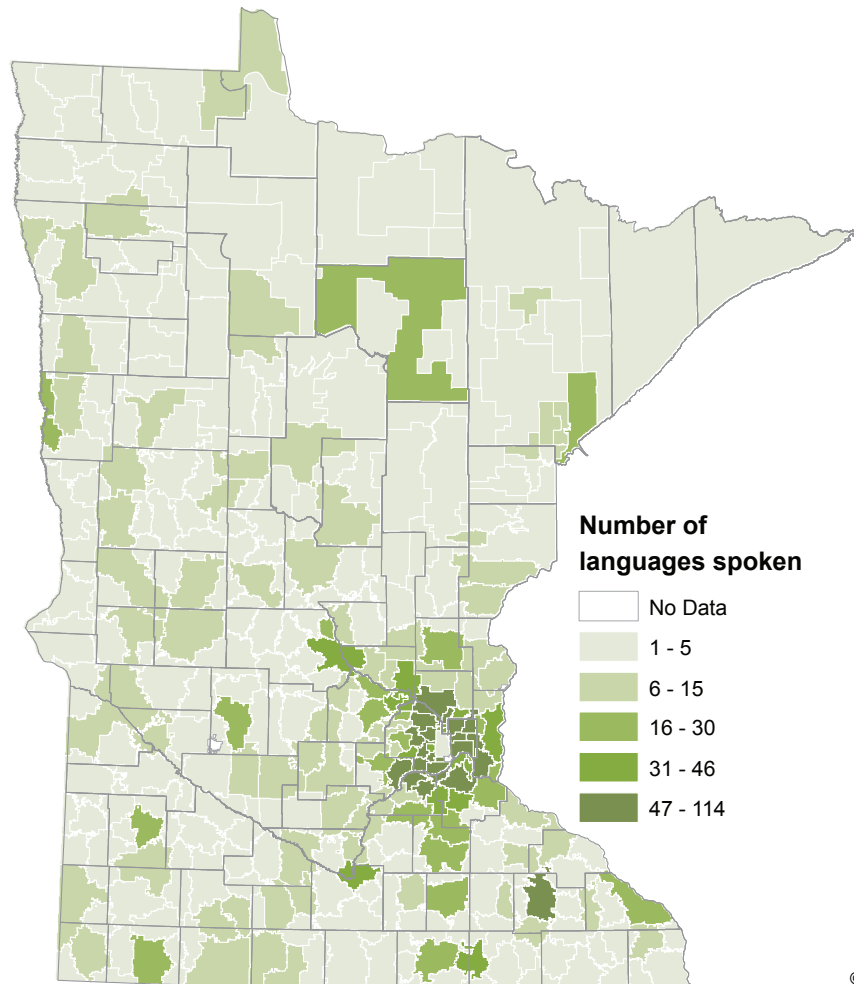 Number of
languages spoken
No Data
1 - 5
6 - 15
16 - 30
31 - 46
47 - 114
©